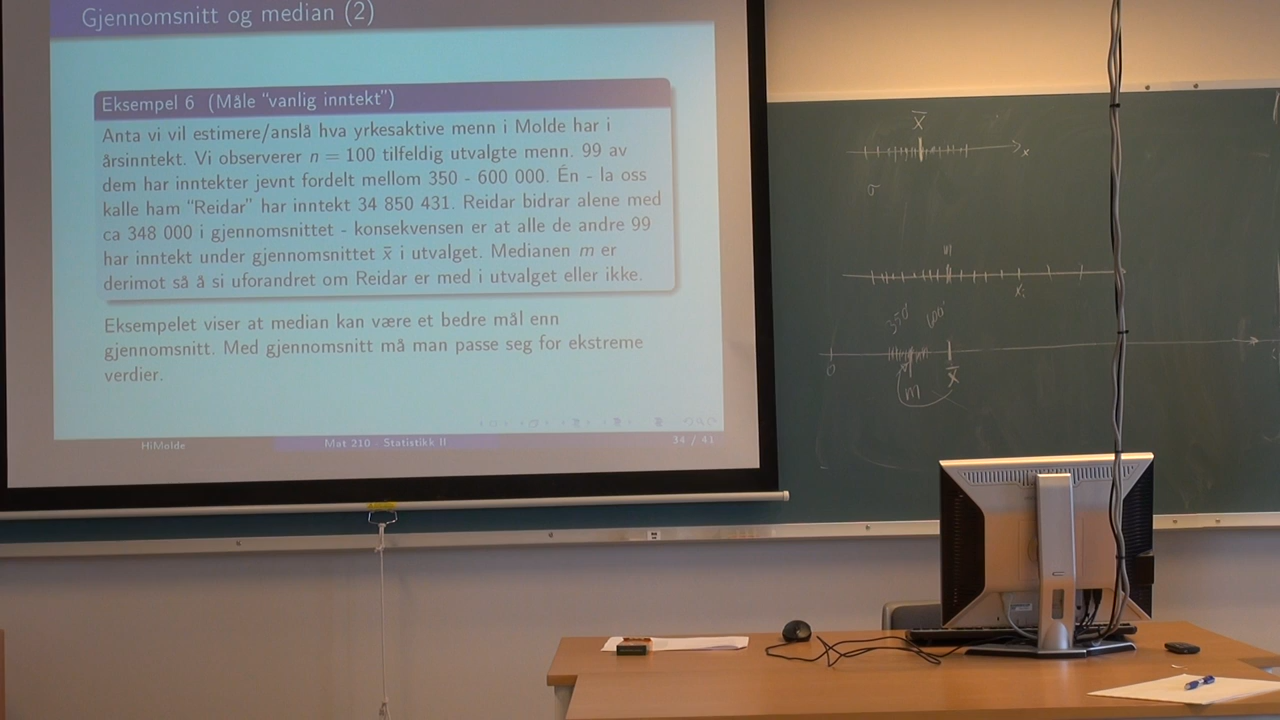 Gjennomsnitt og median (2)
Eksempel 6 (Måle “vanlig inntekt”)
Anta vi vil estimere/anslå hva yrkesaktive menn i Molde har i
årsinntekt. Vi observerer n = 100 tilfeldig utvalgte menn. 99 av
dem har inntekter jevnt fordelt mellom 350 - 600 000. Én - la oss
kalle ham “Reidar” har inntekt 34 850 431. Reidar bidrar alene med
ca 348 000 i gjennomsnittet - konsekvensen er at alle de andre 99
har inntekt under gjennomsnittet x̄ i utvalget. Medianen m er
derimot så å si uforandret om Reidar er med i utvalget eller ikke.
Eksempelet viser at median kan være et bedre mål enn
gjennomsnitt. Med gjennomsnitt må man passe seg for ekstreme
verdier.
HiMolde Mat 210 - Statistikk II 34 / 41
X̄
x
σ
m
xᵢ
350' 600'
0 m X̄